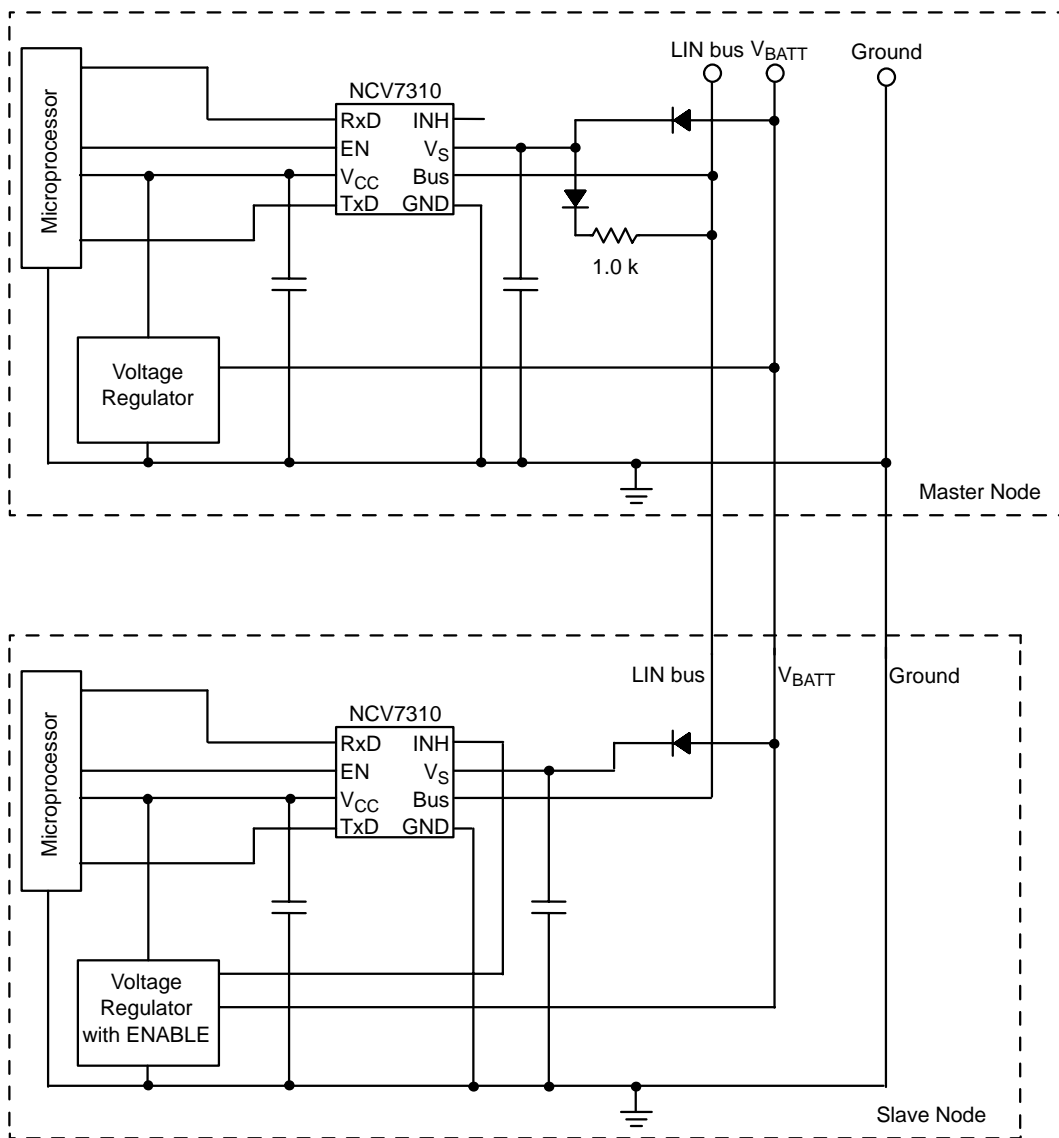 LIN bus VBATT
Ground
Microprocessor
NCV7310
RxD INH
EN VS
VCC Bus
TxD GND
1.0 k
Voltage
Regulator
Master Node
LIN bus VBATT Ground
Microprocessor
NCV7310
RxD INH
EN VS
VCC Bus
TxD GND
Voltage
Regulator
with ENABLE
Slave Node